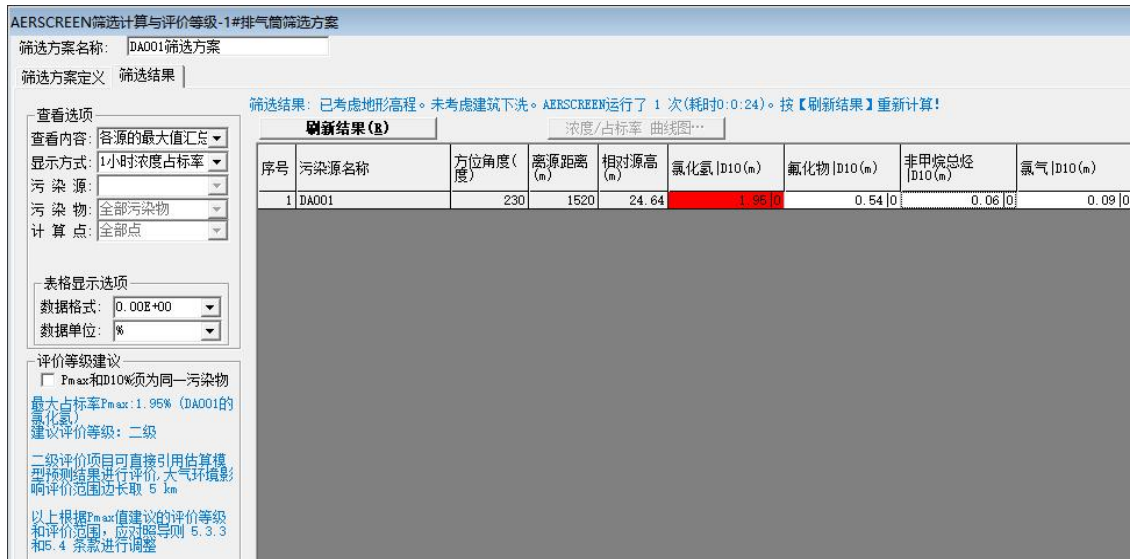 AERSCREEN筛选计算与评价等级-1#排气筒筛选方案
筛选方案名称: DA001筛选方案
筛选方案定义 筛选结果
查看选项
查看内容: 各源的最大值汇总
显示方式: 1小时浓度占标率
污 染 源:
污 染 物: 全部污染物
计 算 点: 全部点
表格显示选项
数据格式: 0.00E+00
数据单位: %
评价等级建议
Pmax和D10%须为同一污染物
最大占标率Pmax:1.95% (DA001的
氯化氢)
建议评价等级: 二级
二级评价项目可直接引用估算模
型预测结果进行评价,大气环境影
响评价范围边长取 5 km
以上根据Pmax值建议的评价等级
和评价范围, 应对照导则 5.3.3
和5.4 条款进行调整
筛选结果: 已考虑地形高程。未考虑建筑下洗。AERSCREEN运行了 1 次(耗时0:0:24)。按【刷新结果】重新计算!
刷新结果(R) 浓度/占标率 曲线图…
序号 污染源名称 方位角度(度) 离源距离(m) 相对源高(m) 氯化氢|D10(m) 氟化物|D10(m) 非甲烷总烃|D10(m) 氯气|D10(m)
1 DA001 230 1520 24.64 1.95|0 0.54|0 0.06|0 0.09|0